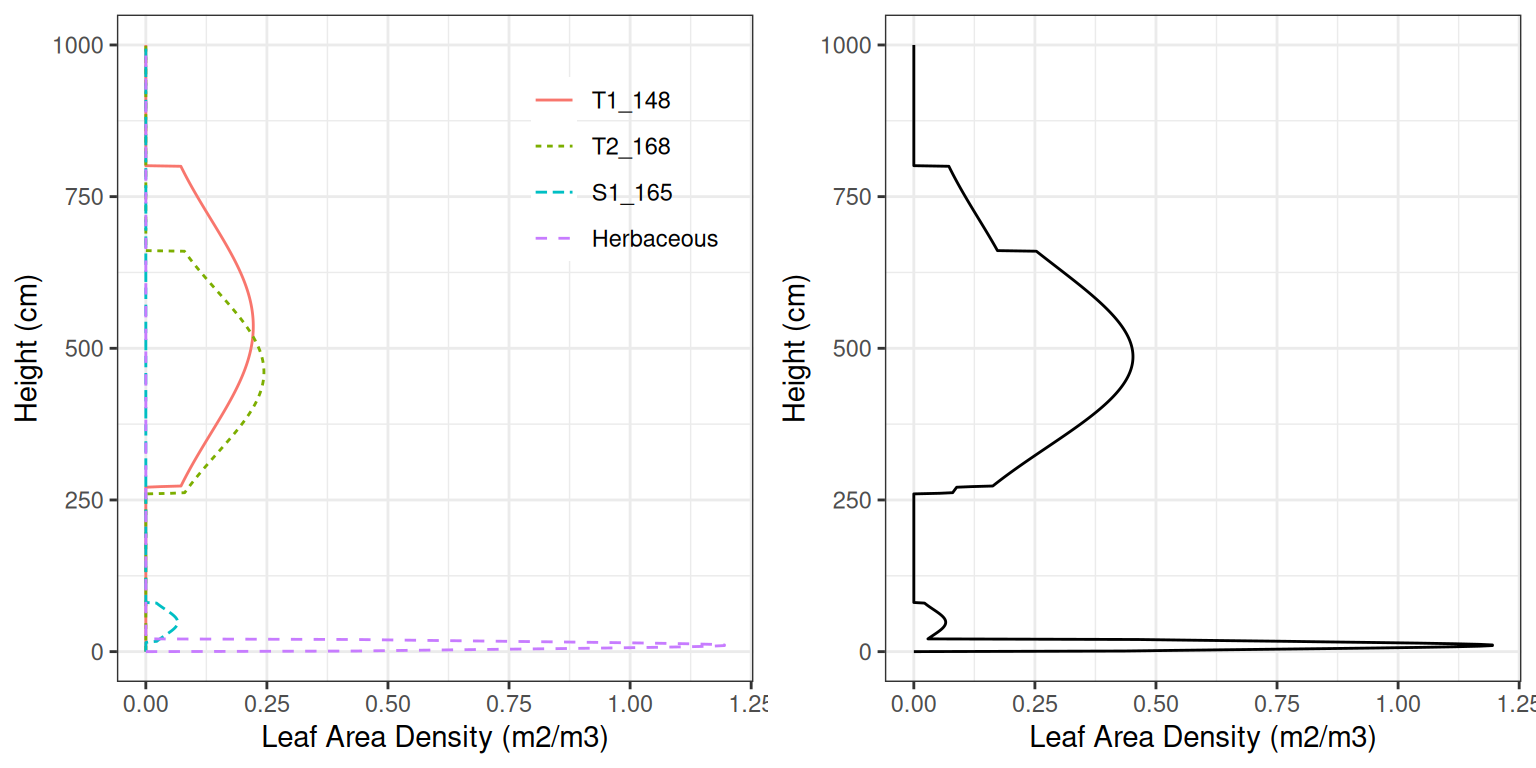 1000
750
500
250
0
Height (cm)
T1_148
T2_168
S1_165
Herbaceous
0.00 0.25 0.50 0.75 1.00 1.25
Leaf Area Density (m2/m3)
1000
750
500
250
0
Height (cm)
0.00 0.25 0.50 0.75 1.00 1.25
Leaf Area Density (m2/m3)